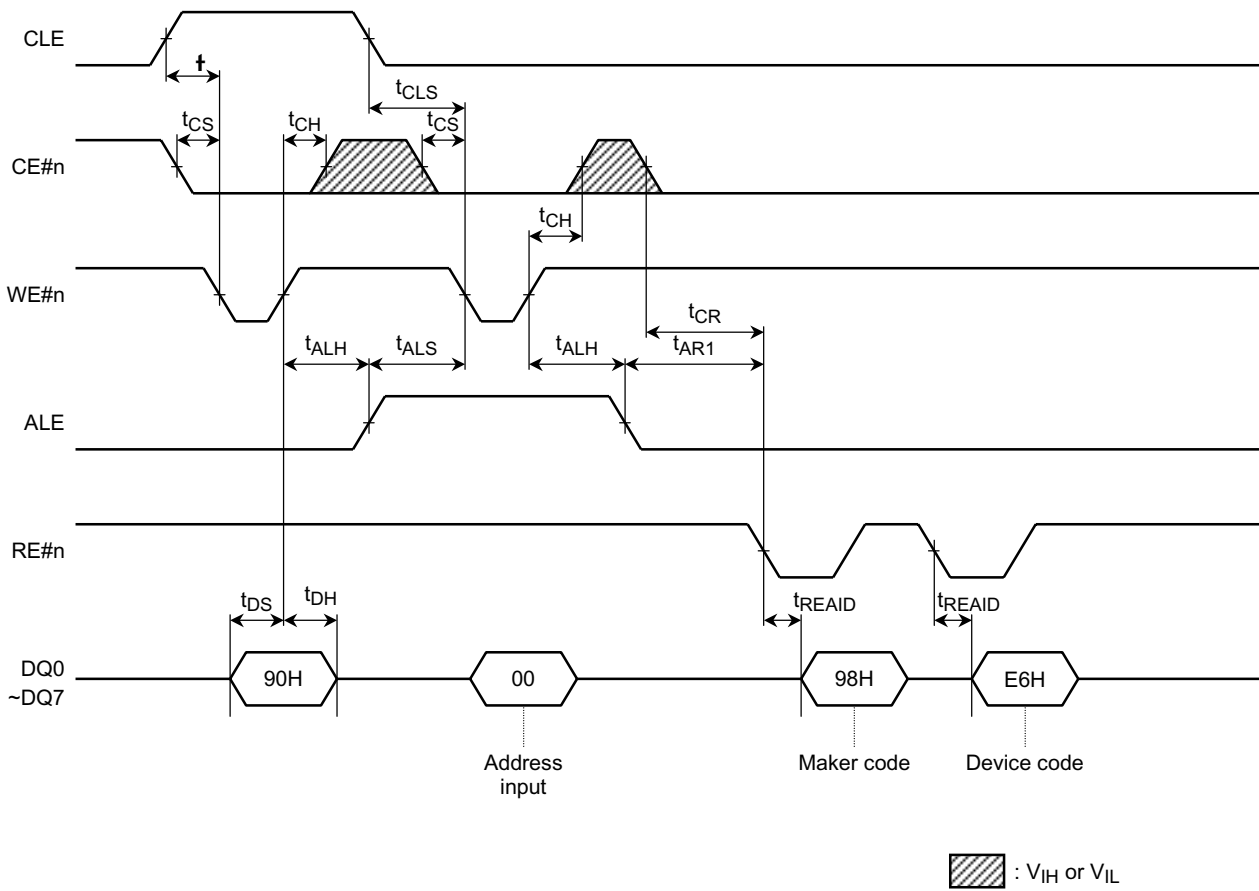 CLE
t
tCLS
tCS
tCH
tCS
CE#n
tCH
WE#n
tCR
tALH
tALS
tALH
tAR1
ALE
RE#n
tREAID
tREAID
tDS
tDH
DQ0
~DQ7
90H
00
98H
E6H
Address
input
Maker code
Device code
: VIH or VIL